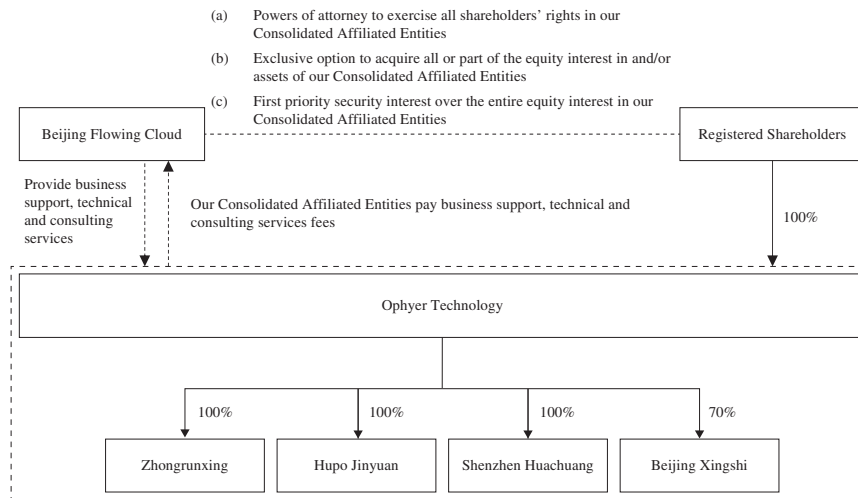 (a) Powers of attorney to exercise all shareholders’ rights in our
Consolidated Affiliated Entities
(b) Exclusive option to acquire all or part of the equity interest in and/or
assets of our Consolidated Affiliated Entities
(c) First priority security interest over the entire equity interest in our
Consolidated Affiliated Entities
Beijing Flowing Cloud
Registered Shareholders
Provide business
support, technical
and consulting
services
Our Consolidated Affiliated Entities pay business support, technical and
consulting services fees
100%
Ophyer Technology
100%
100%
100%
70%
Zhongrunxing
Hupo Jinyuan
Shenzhen Huachuang
Beijing Xingshi